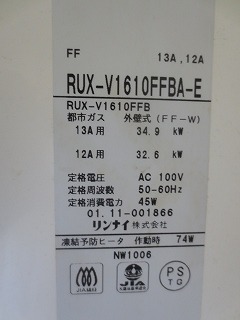 FF 13A,12A
RUX-V1610FFBA-E
RUX-V1610FFB
都市ガス 外壁式(FF-W)
13A用 34.9 kW
12A用 32.6 kW
定格電圧 AC 100V
定格周波数 50-60Hz
定格消費電力 45W
01.11-001866
リンナイ株式会社
凍結予防ヒータ 作動時 74W
NW1006
JIA
PS
TG